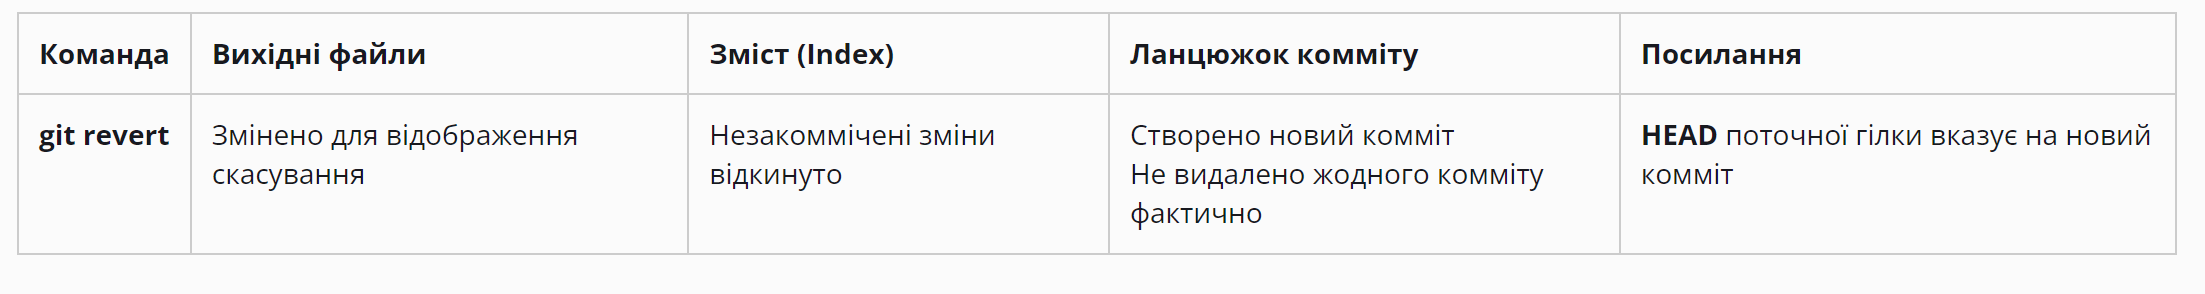 Команда
Вихідні файли
Зміст (Index)
Ланцюжок комміту
Посилання
git revert
Змінено для відображення
скасування
Незакоммічені зміни
відкинуто
Створено новий комміт
Не видалено жодного комміту
фактично
HEAD поточної гілки вказує на новий
комміт